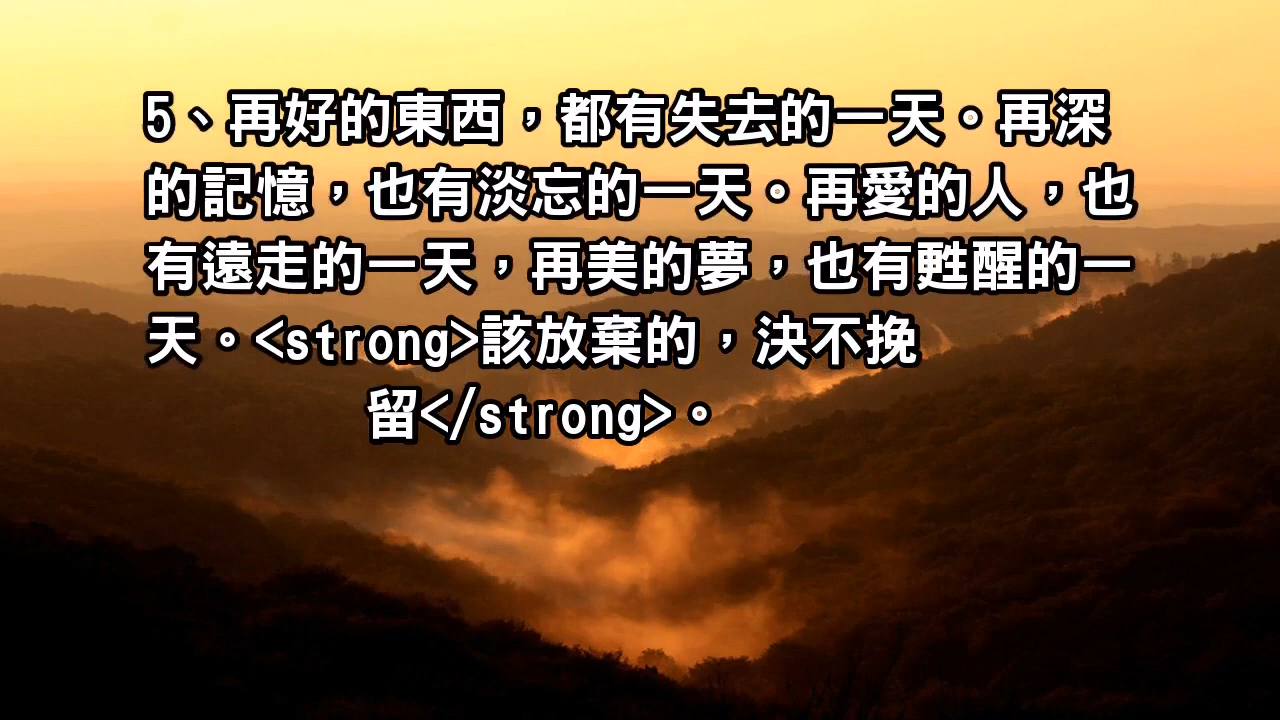 5、再好的東西，都有失去的一天。再深
的記憶，也有淡忘的一天。再愛的人，也
有遠走的一天，再美的夢，也有甦醒的一
天。<strong>該放棄的，決不挽
留</strong>。